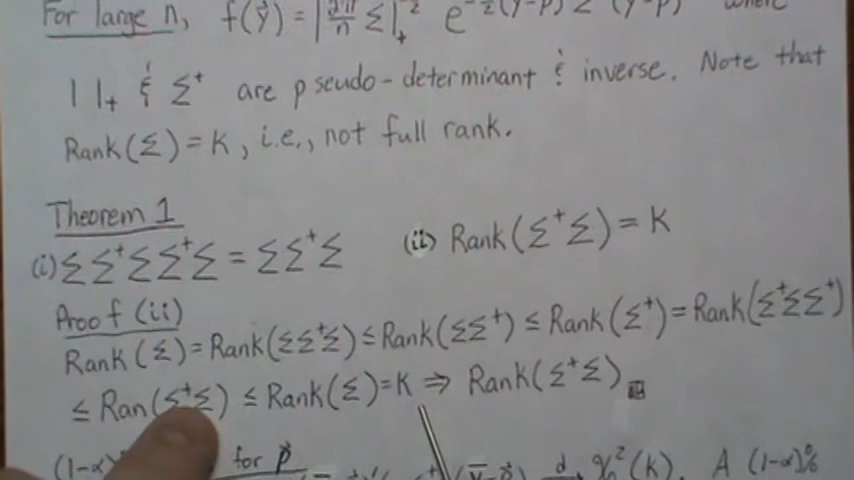 For large n, f(ȳ) = |2π/n Σ|₊^-½ e^-½(ȳ-p) Σ (ȳ-p) where
| |₊ & Σ⁺ are pseudo-determinant & inverse. Note that
Rank(Σ) = K, i.e., not full rank.
Theorem 1
(i) ΣΣ⁺ΣΣ⁺Σ = ΣΣ⁺Σ (ii) Rank(Σ⁺Σ) = K
Proof (ii)
Rank(Σ) = Rank(ΣΣ⁺Σ) ≤ Rank(ΣΣ⁺) ≤ Rank(Σ⁺) = Rank(Σ⁺ΣΣ⁺)
≤ Ran(Σ⁺Σ) ≤ Rank(Σ) = K ⇒ Rank(Σ⁺Σ)
(1-α) for p⃗ d χ²(k). A (1-α)%